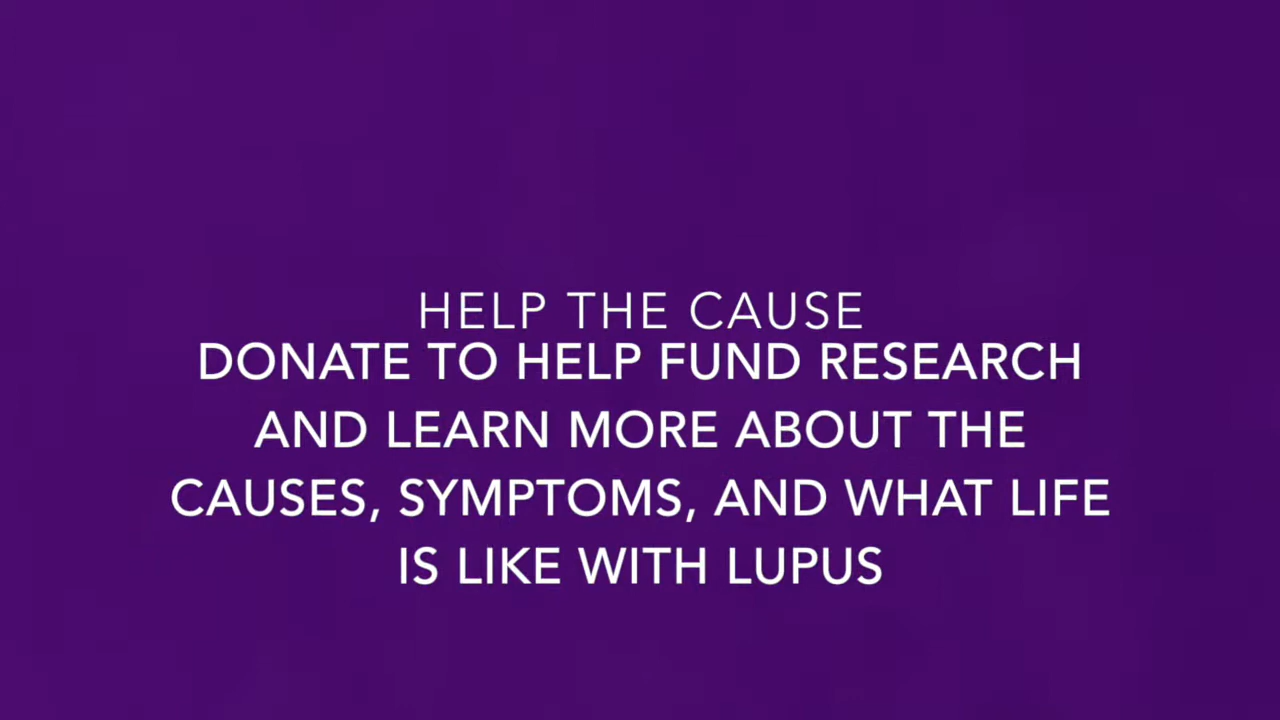 HELP THE CAUSE
DONATE TO HELP FUND RESEARCH
AND LEARN MORE ABOUT THE
CAUSES, SYMPTOMS, AND WHAT LIFE
IS LIKE WITH LUPUS